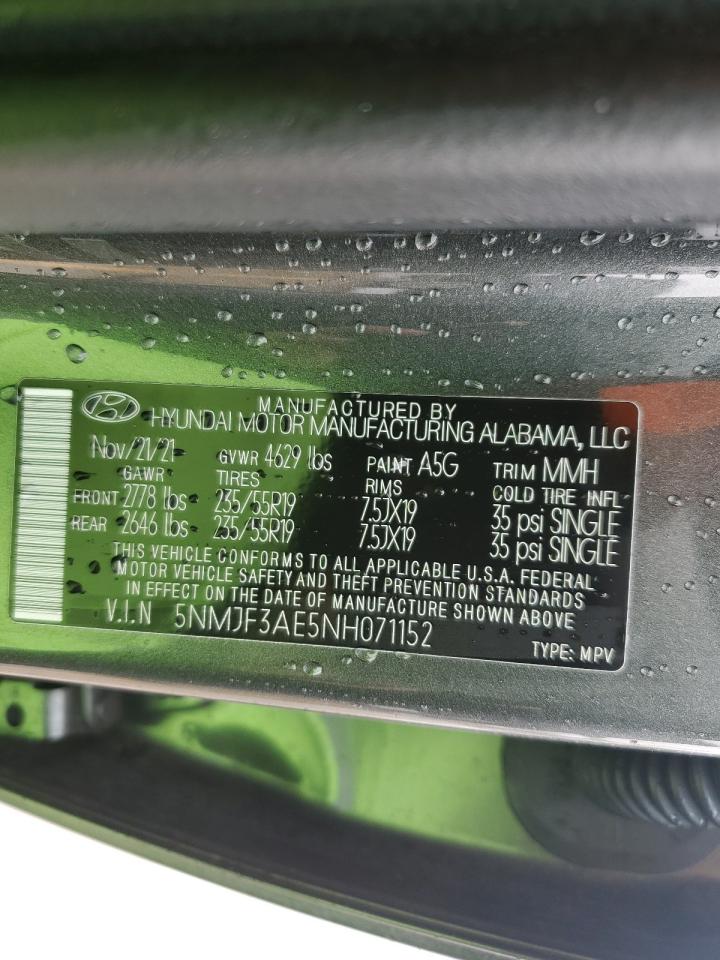 MANUFACTURED BY
HYUNDAI MOTOR MANUFACTURING ALABAMA, LLC
Nov/21/21 GVWR 4629 lbs PAINT A5G TRIM MMH
GAWR TIRES RIMS COLD TIRE INFL
FRONT 2778 lbs 235/55R19 7.5JX19 35 psi SINGLE
REAR 2646 lbs 235/55R19 7.5JX19 35 psi SINGLE
THIS VEHICLE CONFORMS TO ALL APPLICABLE U.S.A. FEDERAL
MOTOR VEHICLE SAFETY AND THEFT PREVENTION STANDARDS
IN EFFECT ON THE DATE OF MANUFACTURE SHOWN ABOVE
V.I.N 5NMJF3AE5NH071152
TYPE: MPV